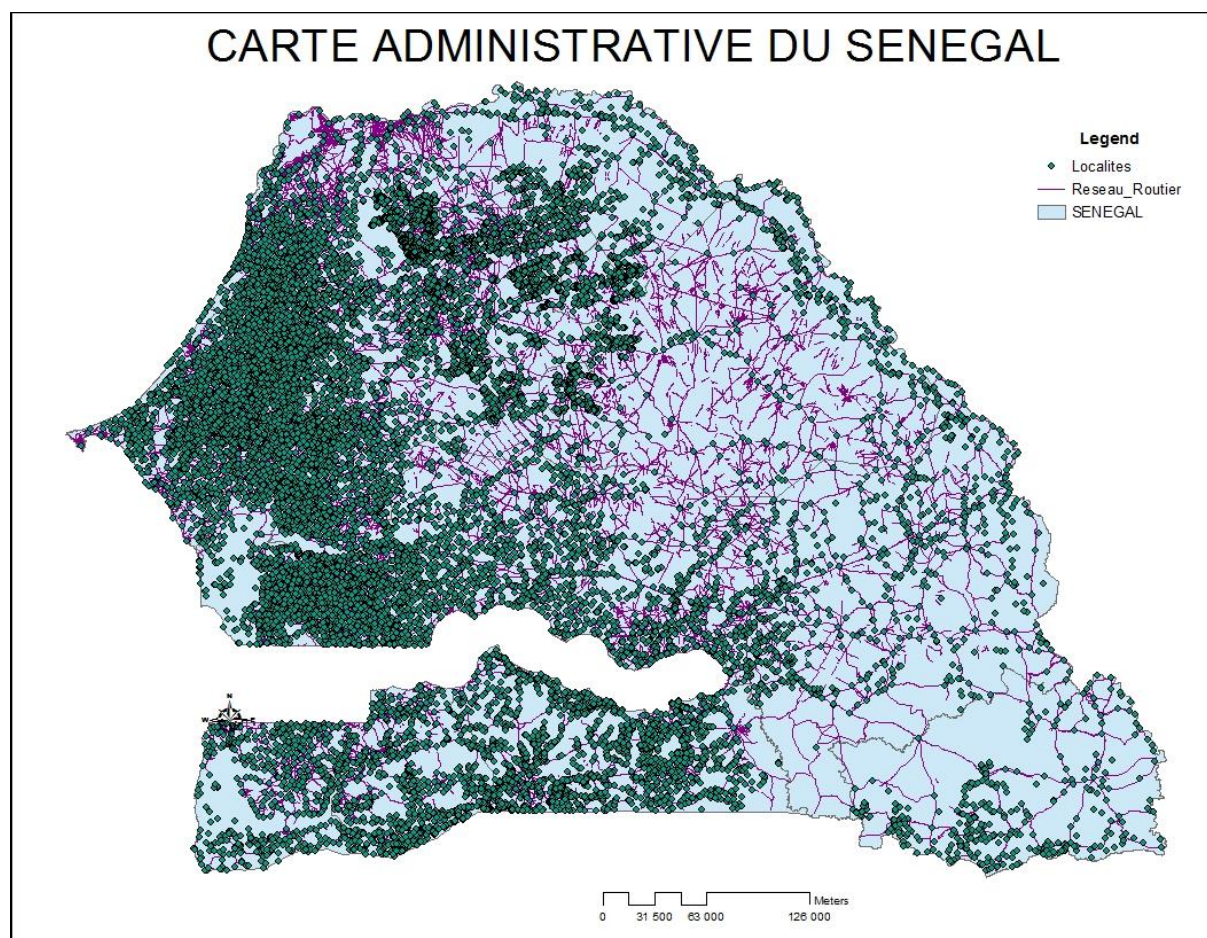 CARTE ADMINISTRATIVE DU SENEGAL
Legend
Localites
Reseau_Routier
SENEGAL
N
W
E
Meters
0 31 500 63 000 126 000